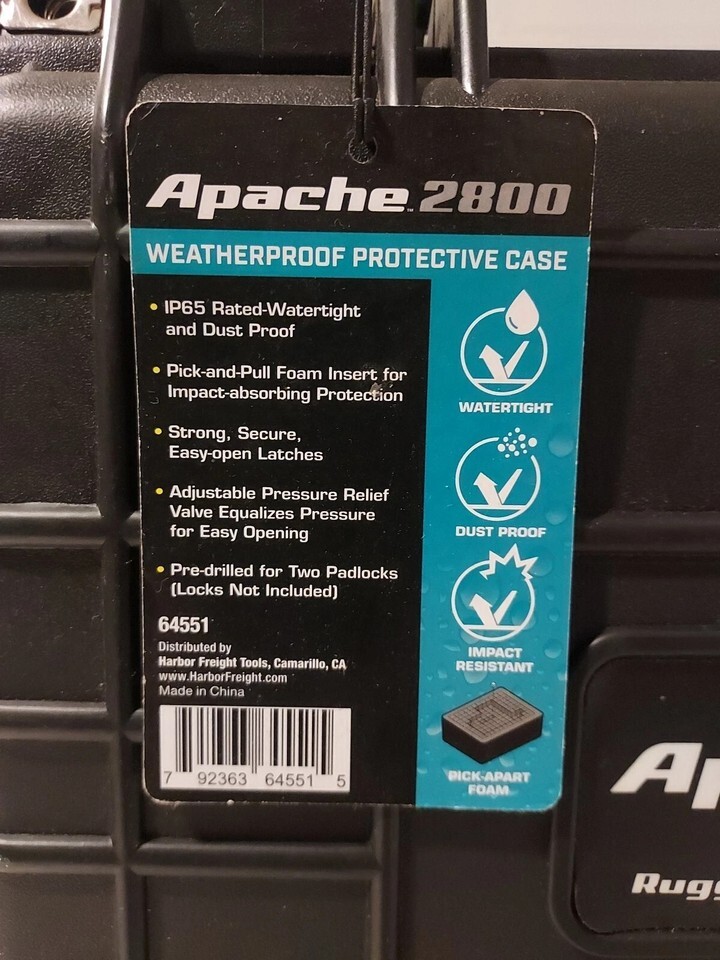 Apache™ 2800
WEATHERPROOF PROTECTIVE CASE
• IP65 Rated-Watertight
and Dust Proof
• Pick-and-Pull Foam Insert for
Impact-absorbing Protection
• Strong, Secure,
Easy-open Latches
• Adjustable Pressure Relief
Valve Equalizes Pressure
for Easy Opening
• Pre-drilled for Two Padlocks
(Locks Not Included)
64551
Distributed by
Harbor Freight Tools, Camarillo, CA
www.HarborFreight.com
Made in China
7 92363 64551 5
WATERTIGHT
DUST PROOF
IMPACT
RESISTANT
PICK-APART
FOAM